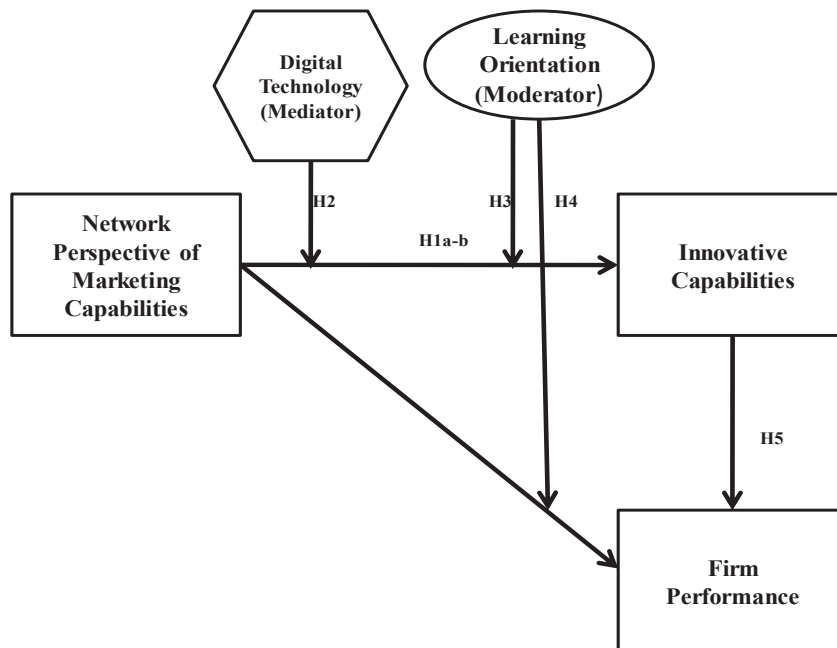 Digital
Technology
(Mediator)
Learning
Orientation
(Moderator)
H2
H3
H4
Network
Perspective of
Marketing
Capabilities
H1a-b
Innovative
Capabilities
H5
Firm
Performance